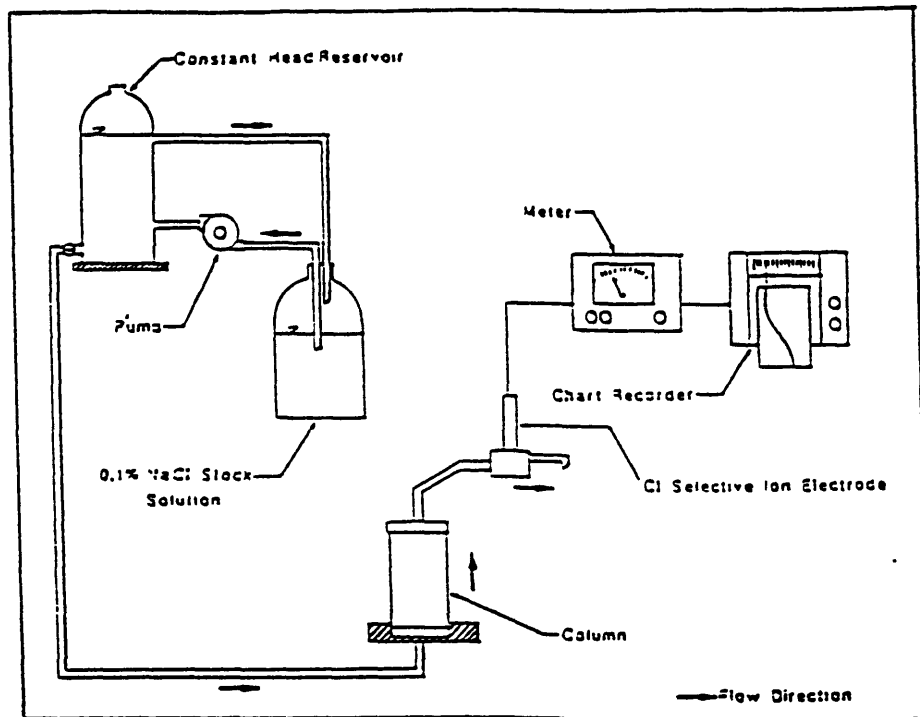 Constant Head Reservoir
Meter
Pump
Chart Recorder
0.1% NaCl Stock
Solution
Cl Selective Ion Electrode
Column
Flow Direction